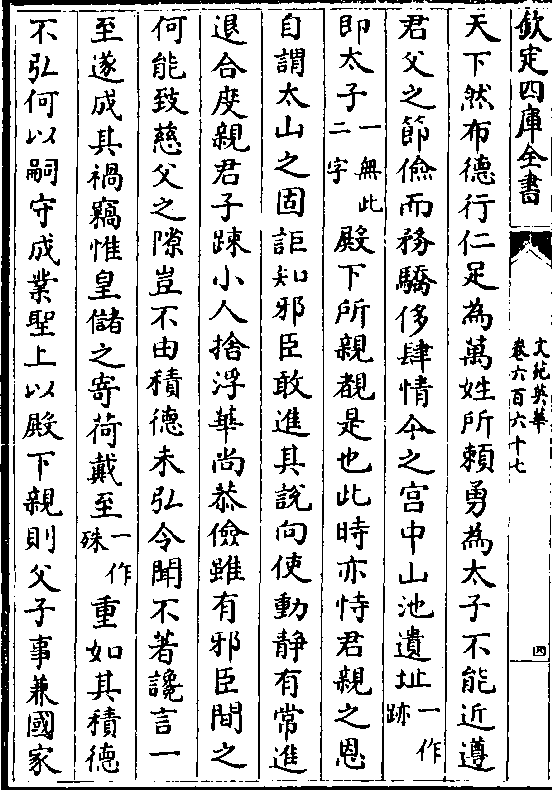 欽定四庫全書
文苑英華
卷六百六十七
四
天下然布德行仁足為萬姓所賴勇為太子不能近遵
君父之節儉而務驕侈肆情今之宫中山池遺址一作跡
即太子一無此二字殿下所親覩是也此時亦恃君親之恩
自謂太山之固詎知邪臣敢進其説向使動静有常進
退合度親君子踈小人捨浮華尚恭儉雖有邪臣間之
何能致慈父之隙豈不由積德未弘令聞不著讒言一
至遂成其禍竊惟皇儲之寄荷戴至一作殊重如其積德
不弘何以嗣守成業聖上以殿下親則父子事兼國家